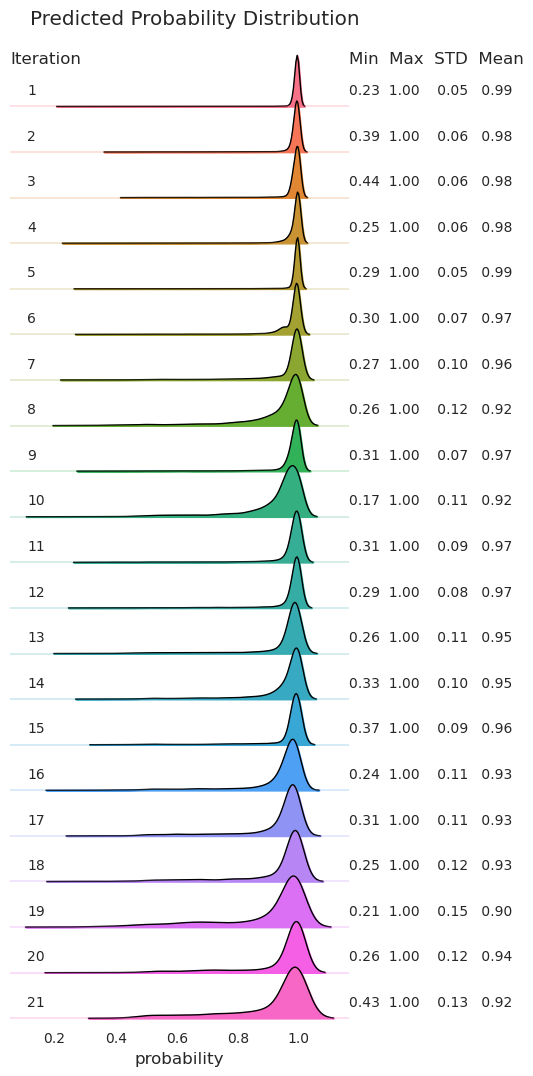 Predicted Probability Distribution
Iteration Min Max STD Mean
1 0.23 1.00 0.05 0.99
2 0.39 1.00 0.06 0.98
3 0.44 1.00 0.06 0.98
4 0.25 1.00 0.06 0.98
5 0.29 1.00 0.05 0.99
6 0.30 1.00 0.07 0.97
7 0.27 1.00 0.10 0.96
8 0.26 1.00 0.12 0.92
9 0.31 1.00 0.07 0.97
10 0.17 1.00 0.11 0.92
11 0.31 1.00 0.09 0.97
12 0.29 1.00 0.08 0.97
13 0.26 1.00 0.11 0.95
14 0.33 1.00 0.10 0.95
15 0.37 1.00 0.09 0.96
16 0.24 1.00 0.11 0.93
17 0.31 1.00 0.11 0.93
18 0.25 1.00 0.12 0.93
19 0.21 1.00 0.15 0.90
20 0.26 1.00 0.12 0.94
21 0.43 1.00 0.13 0.92
0.2 0.4 0.6 0.8 1.0
probability